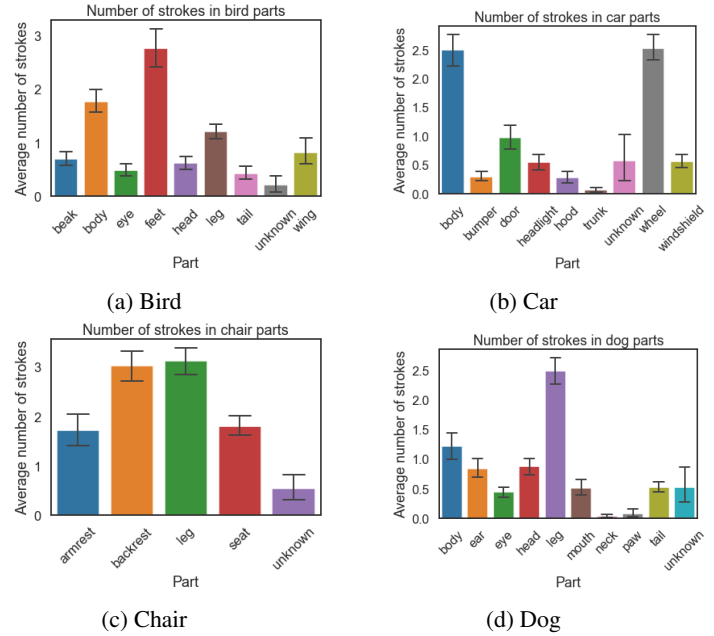 Number of strokes in bird parts
Average number of strokes
3
2
1
0
beak
body
eye
feet
head
leg
tail
unknown
wing
Part
(a) Bird
Number of strokes in car parts
Average number of strokes
2.5
2.0
1.5
1.0
0.5
0.0
body
bumper
door
headlight
hood
trunk
unknown
wheel
windshield
Part
(b) Car
Number of strokes in chair parts
Average number of strokes
3
2
1
0
armrest
backrest
leg
seat
unknown
Part
(c) Chair
Number of strokes in dog parts
Average number of strokes
2.5
2.0
1.5
1.0
0.5
0.0
body
ear
eye
head
leg
mouth
neck
paw
tail
unknown
Part
(d) Dog